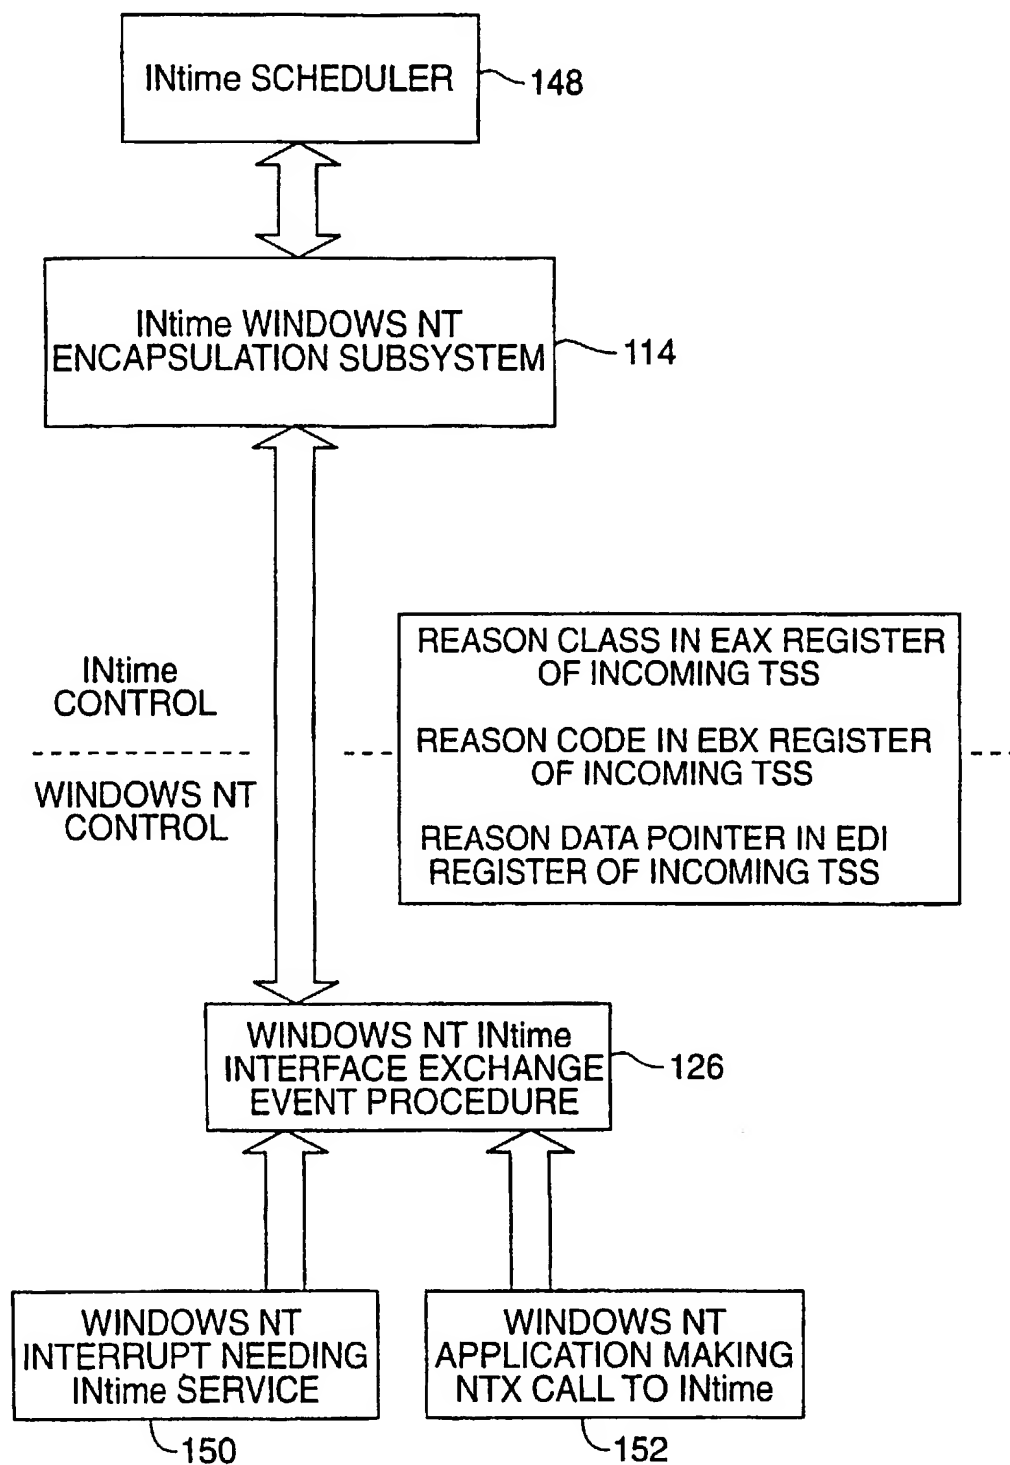 INtime SCHEDULER
148
INtime WINDOWS NT
ENCAPSULATION SUBSYSTEM
114
INtime
CONTROL
WINDOWS NT
CONTROL
REASON CLASS IN EAX REGISTER
OF INCOMING TSS
REASON CODE IN EBX REGISTER
OF INCOMING TSS
REASON DATA POINTER IN EDI
REGISTER OF INCOMING TSS
WINDOWS NT INtime
INTERFACE EXCHANGE
EVENT PROCEDURE
126
WINDOWS NT
INTERRUPT NEEDING
INtime SERVICE
150
WINDOWS NT
APPLICATION MAKING
NTX CALL TO INtime
152